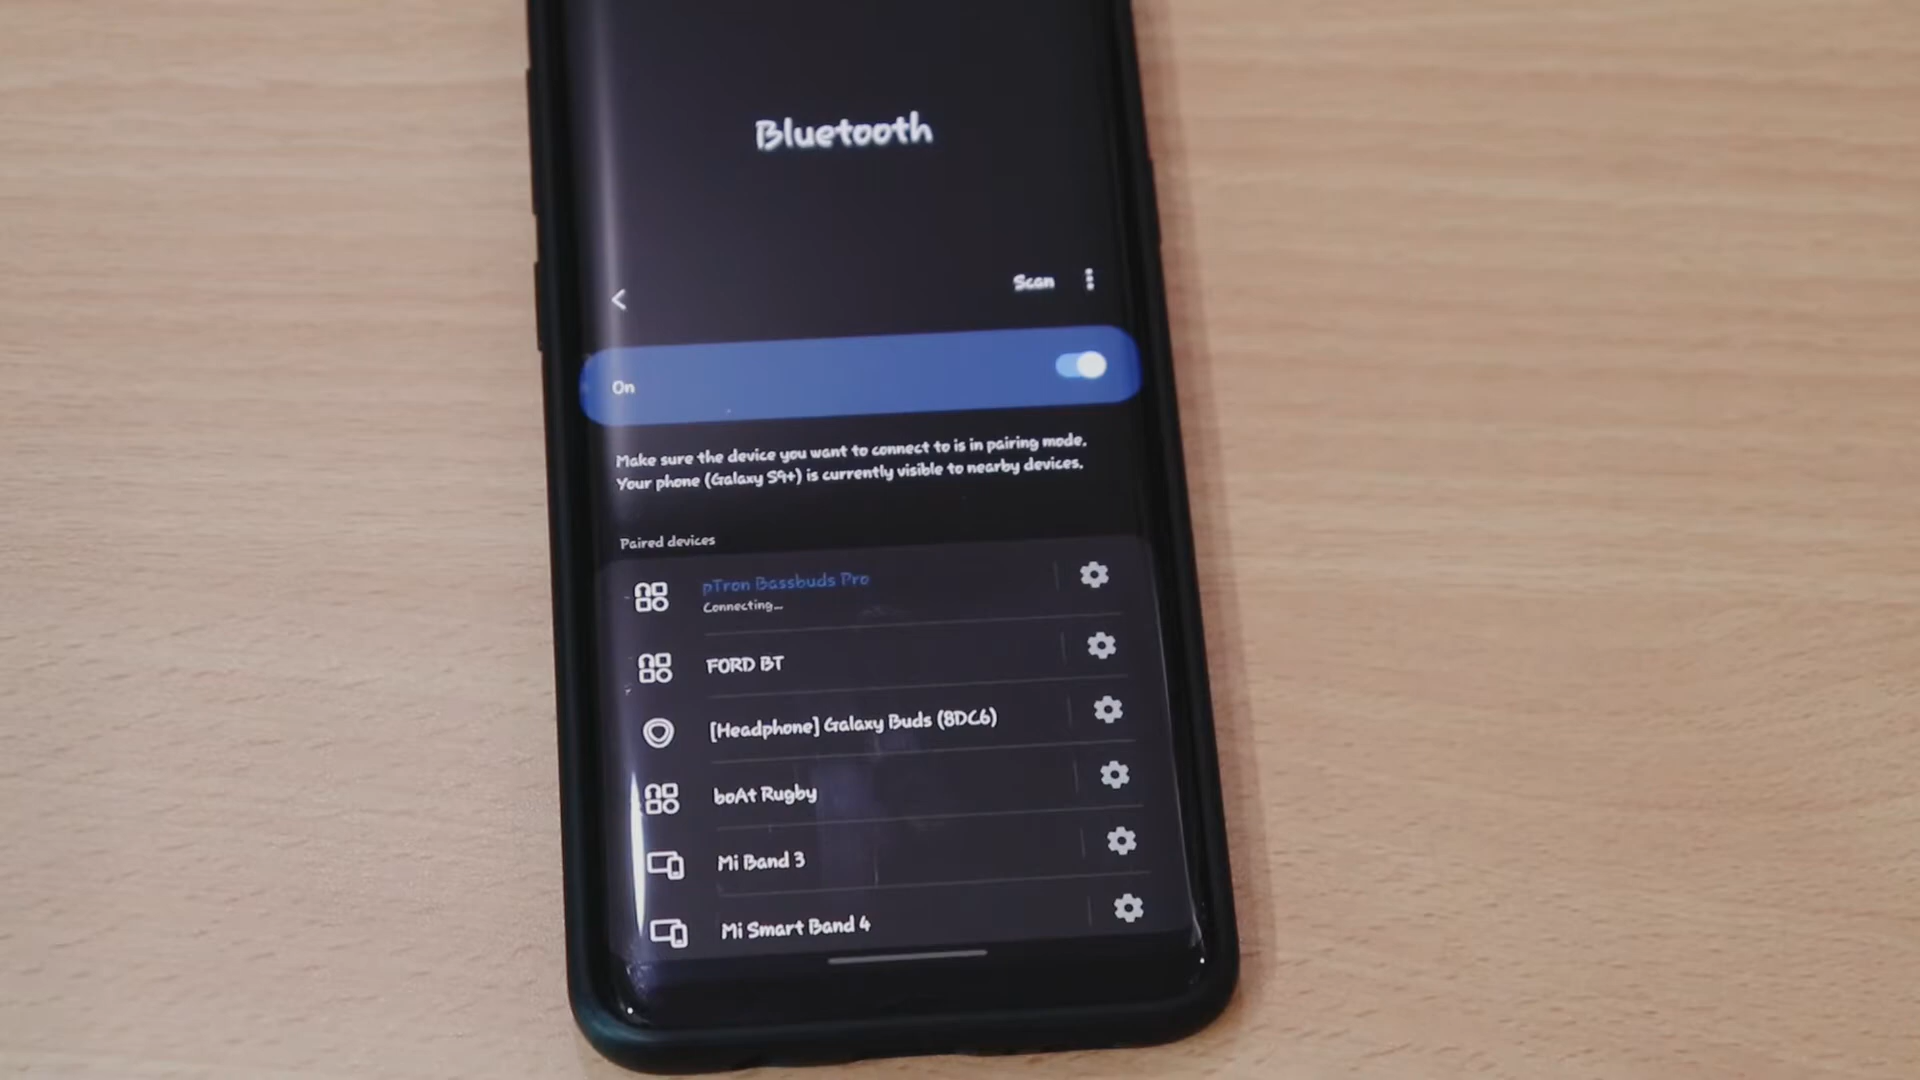 Bluetooth
Scan
On
Make sure the device you want to connect to is in pairing mode.
Your phone (Galaxy S9+) is currently visible to nearby devices.
Paired devices
pTron Bassbuds Pro
Connecting...
FORD BT
[Headphone] Galaxy Buds (8DC6)
boAt Rugby
Mi Band 3
Mi Smart Band 4